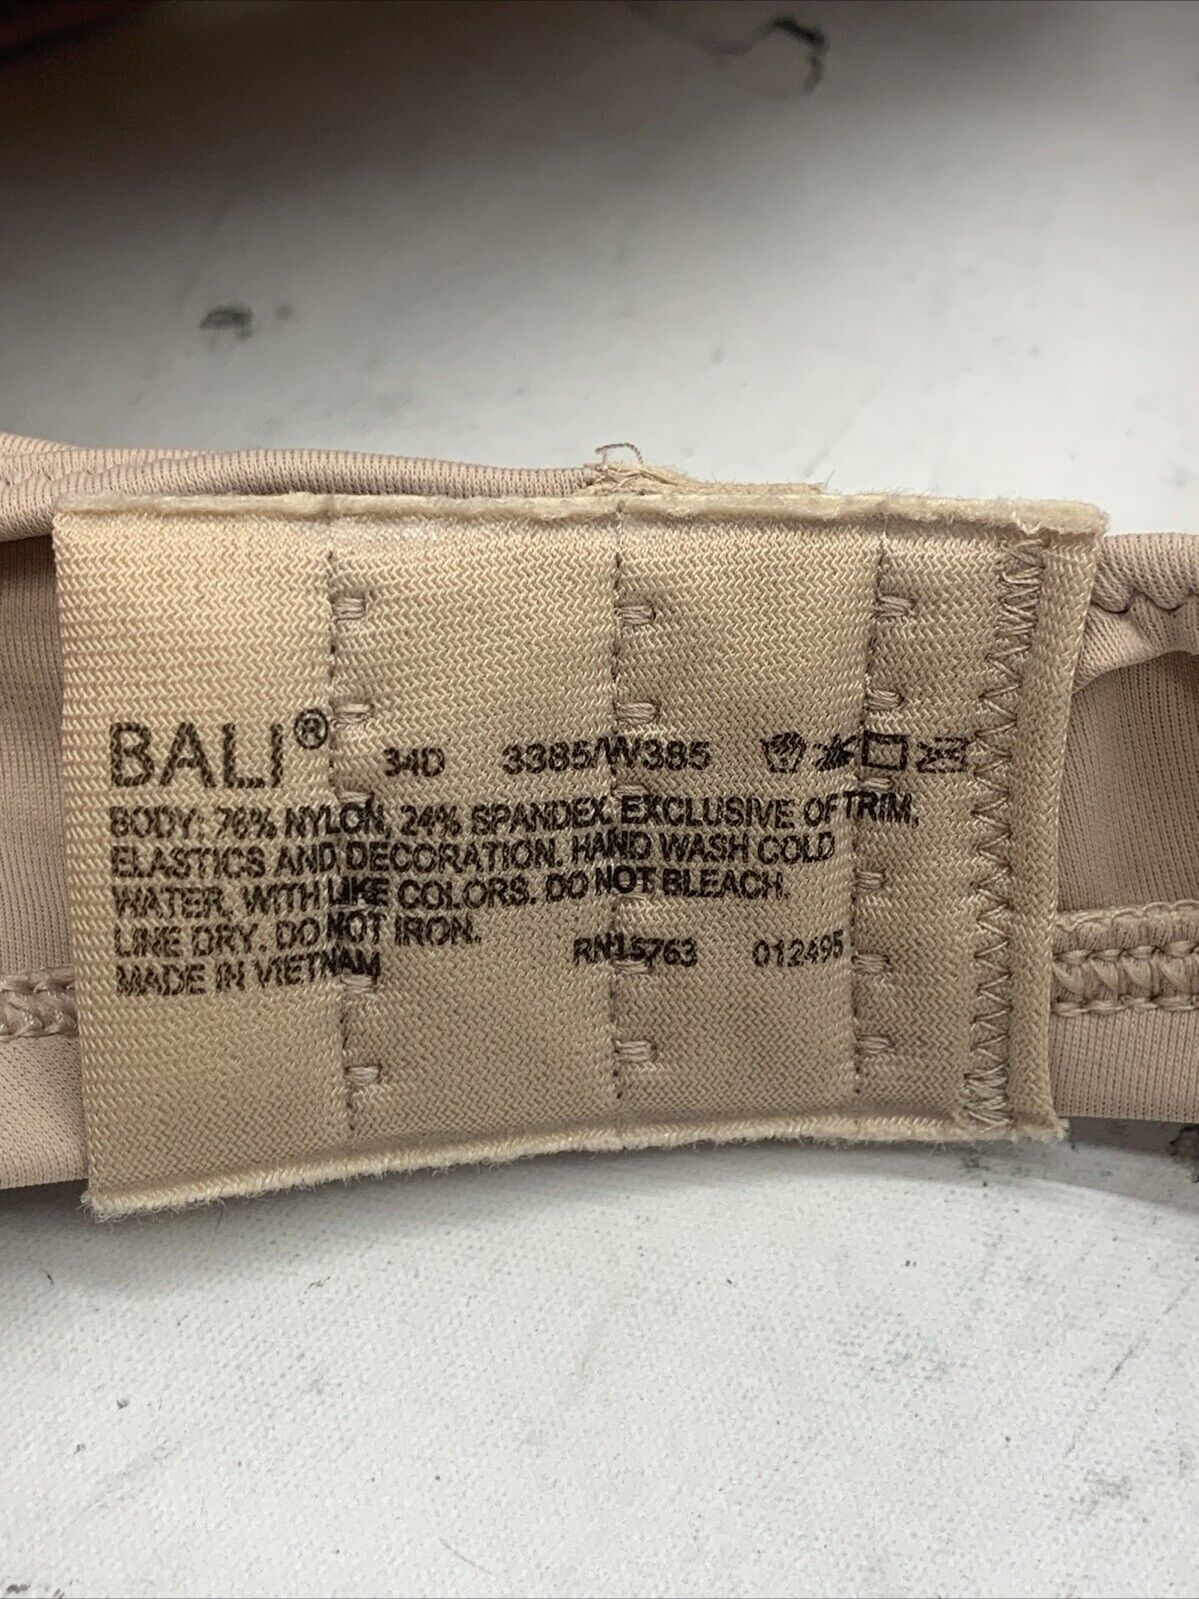 BALI® 34D 3385/W385
BODY: 76% NYLON, 24% SPANDEX. EXCLUSIVE OF TRIM,
ELASTICS AND DECORATION. HAND WASH COLD
WATER, WITH LIKE COLORS. DO NOT BLEACH.
LINE DRY. DO NOT IRON.
MADE IN VIETNAM RN15763 012495